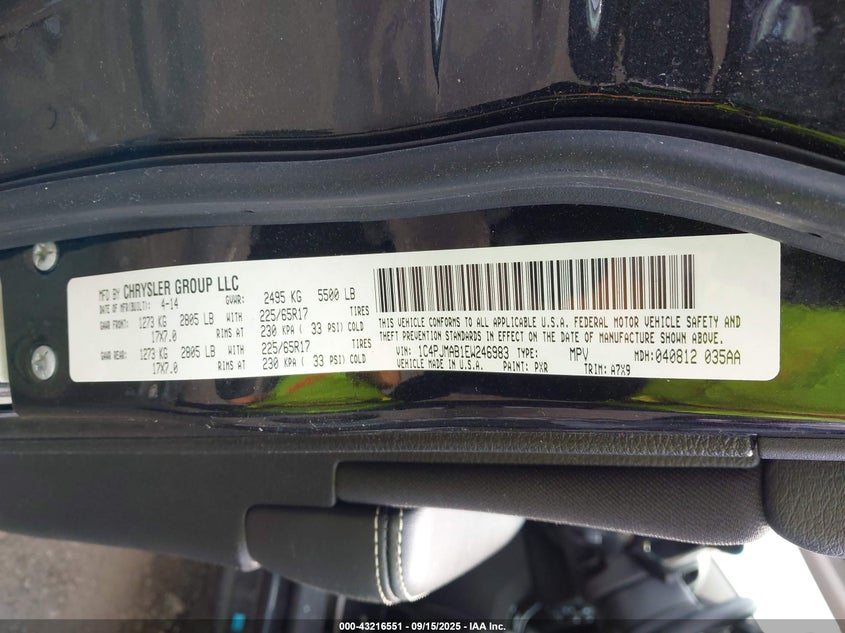 MFD BY CHRYSLER GROUP LLC
DATE OF MFR(BUILT): 4-14 GVWR: 2495 KG 5500 LB
GAWR FRONT: 1273 KG 2805 LB WITH 225/65R17 TIRES
17X7.0 RIMS AT 230 KPA ( 33 PSI) COLD
GAWR REAR: 1273 KG 2805 LB WITH 225/65R17 TIRES
17X7.0 RIMS AT 230 KPA ( 33 PSI) COLD
THIS VEHICLE CONFORMS TO ALL APPLICABLE U.S.A. FEDERAL MOTOR VEHICLE SAFETY AND
THEFT PREVENTION STANDARDS IN EFFECT ON THE DATE OF MANUFACTURE SHOWN ABOVE.
VIN: 1C4PJMAB1EW246983 TYPE: MPV MDH: 040812 035AA
VEHICLE MADE IN U.S.A. PAINT: PXR TRIM: A7X9
000-43216551 - 09/15/2025 - IAA Inc.